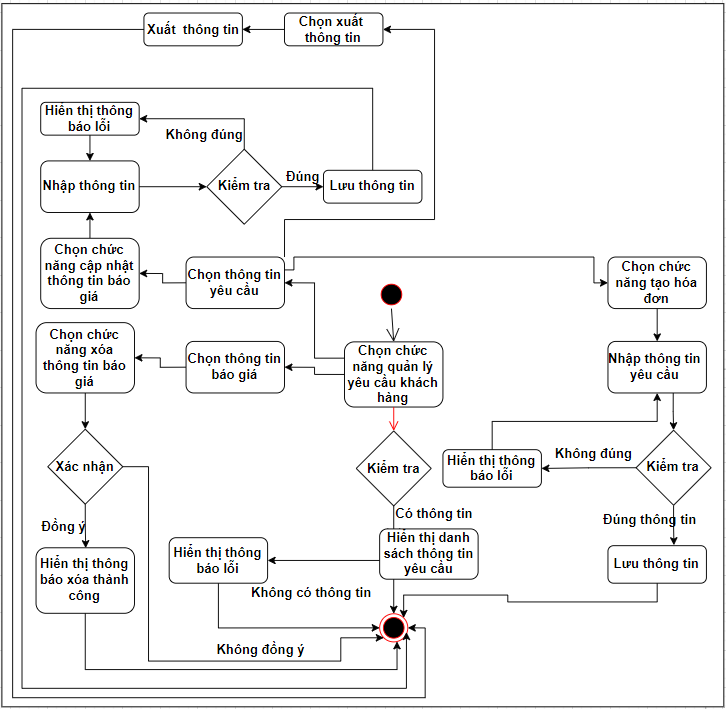 Xuất thông tin
Chọn xuất
thông tin
Hiển thị thông
báo lỗi
Không đúng
Nhập thông tin
Kiểm tra
Đúng
Lưu thông tin
Chọn chức
năng cập nhật
thông tin báo
giá
Chọn thông tin
yêu cầu
Chọn chức
năng tạo hóa
đơn
Chọn chức
năng xóa
thông tin báo
giá
Chọn thông tin
báo giá
Chọn chức
năng quản lý
yêu cầu khách
hàng
Nhập thông tin
yêu cầu
Xác nhận
Kiểm tra
Hiển thị thông
báo lỗi
Không đúng
Kiểm tra
Đồng ý
Có thông tin
Đúng thông tin
Hiển thị thông
báo xóa thành
công
Hiển thị thông
báo lỗi
Hiển thị danh
sách thông tin
yêu cầu
Lưu thông tin
Không có thông tin
Không đồng ý